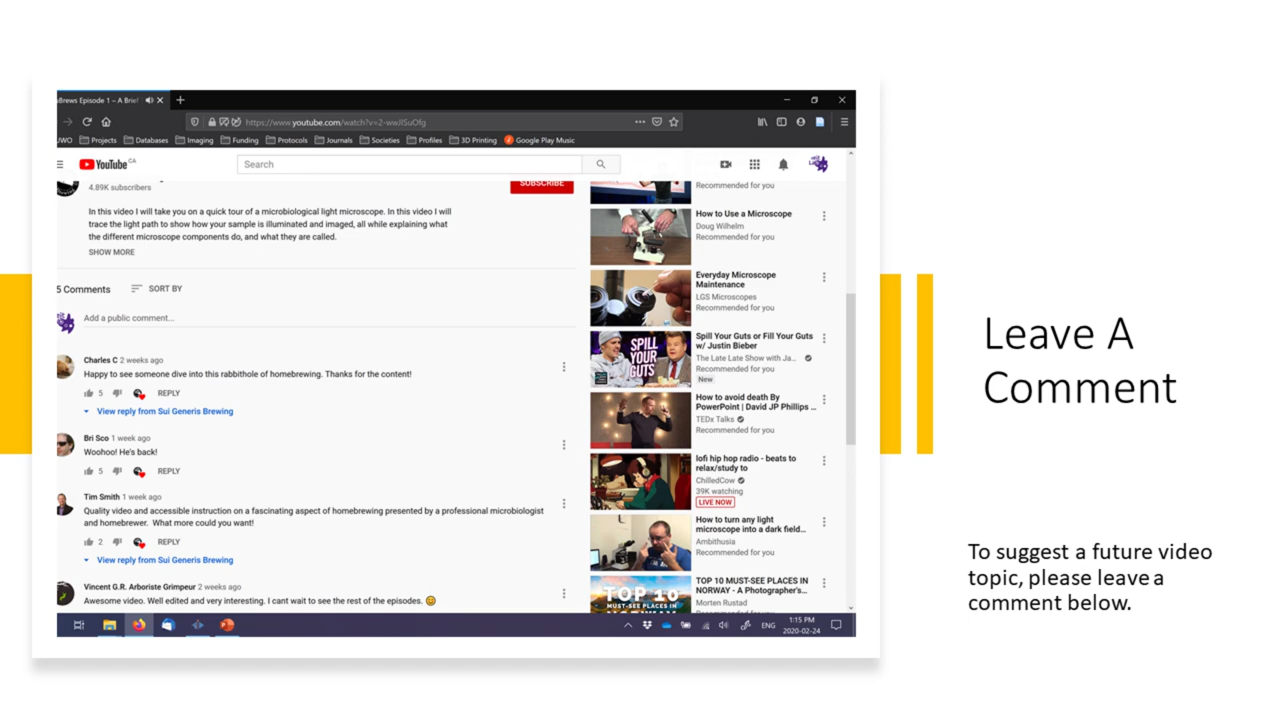 Brews Episode 1 – A Brief
https://www.youtube.com/watch?v=2-wwJlSuOfg
UWO Projects Databases Imaging Funding Protocols Journals Societies Profiles 3D Printing Google Play Music
YouTube CA
Search
4.89K subscribers
SUBSCRIBE
In this video I will take you on a quick tour of a microbiological light microscope. In this video I will
trace the light path to show how your sample is illuminated and imaged, all while explaining what
the different microscope components do, and what they are called.
SHOW MORE
5 Comments
SORT BY
Add a public comment...
Charles C 2 weeks ago
Happy to see someone dive into this rabbithole of homebrewing. Thanks for the content!
5 REPLY
View reply from Sui Generis Brewing
Bri Sco 1 week ago
Woohoo! He's back!
5 REPLY
Tim Smith 1 week ago
Quality video and accessible instruction on a fascinating aspect of homebrewing presented by a professional microbiologist
and homebrewer. What more could you want!
2 REPLY
View reply from Sui Generis Brewing
Vincent G.R. Arboriste Grimpeur 2 weeks ago
Awesome video. Well edited and very interesting. I cant wait to see the rest of the episodes.
Recommended for you
How to Use a Microscope
Doug Wilhelm
Recommended for you
Everyday Microscope
Maintenance
LGS Microscopes
Recommended for you
SPILL
YOUR
GUTS
Spill Your Guts or Fill Your Guts
w/ Justin Bieber
The Late Late Show with Ja...
Recommended for you
New
How to avoid death By
PowerPoint | David JP Phillips ...
TEDx Talks
Recommended for you
lofi hip hop radio - beats to
relax/study to
ChilledCow
39K watching
LIVE NOW
How to turn any light
microscope into a dark field...
Ambithusia
Recommended for you
TOP 10
MUST-SEE PLACES IN
TOP 10 MUST-SEE PLACES IN
NORWAY - A Photographer's...
Morten Rustad
Recommended for you
ENG
1:15 PM
2020-02-24
Leave A
Comment
To suggest a future video
topic, please leave a
comment below.